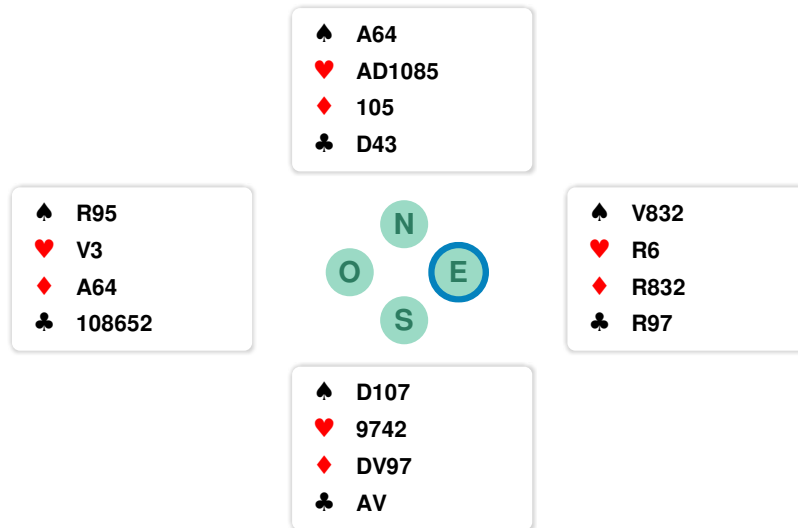 ♠ A64
♥ AD1085
♦ 105
♣ D43
♠ R95
♥ V3
♦ A64
♣ 108652
N
O E
S
♠ V832
♥ R6
♦ R832
♣ R97
♠ D107
♥ 9742
♦ DV97
♣ AV